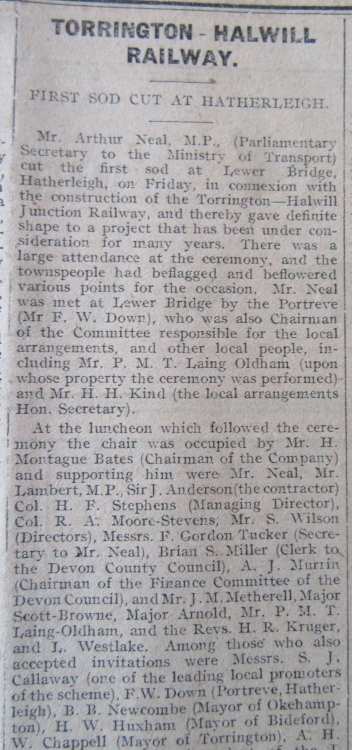 TORRINGTON - HALWILL
RAILWAY.
FIRST SOD CUT AT HATHERLEIGH.
Mr. Arthur Neal, M.P., (Parliamentary
Secretary to the Ministry of Transport)
cut the first sod at Lewer Bridge,
Hatherleigh, on Friday, in connexion with
the construction of the Torrington—Halwill
Junction Railway, and thereby gave definite
shape to a project that has been under con-
sideration for many years. There was a
large attendance at the ceremony, and the
townspeople had beflagged and beflowered
various points for the occasion. Mr. Neal
was met at Lewer Bridge by the Portreve
(Mr F. W. Down), who was also Chairman
of the Committee responsible for the local
arrangements, and other local people, in-
cluding Mr. P. M. T. Laing Oldham (upon
whose property the ceremony was performed)
and Mr. H. H. Kind (the local arrangements
Hon. Secretary).
At the luncheon which followed the cere-
mony the chair was occupied by Mr. H.
Montague Bates (Chairman of the Company)
and supporting him were Mr. Neal, Mr.
Lambert, M.P., Sir J. Anderson (the contractor)
Col. H. F. Stephens (Managing Director),
Col. R. A. Moore-Stevens, Mr. S. Wilson
(Directors), Messrs. F. Gordon Tucker (Secre-
tary to Mr. Neal), Brian S. Miller (Clerk to
the Devon County Council), A. J. Murrin
(Chairman of the Finance Committee of the
Devon Council), and Mr. J. M. Metherell, Major
Scott-Browne, Major Arnold, Mr. P. M. T.
Laing-Oldham, and the Revs. H. R. Kruger,
and L. Westlake. Among those who also
accepted invitations were Messrs. S. J.
Callaway (one of the leading local promoters
of the scheme), F. W. Down (Portreve, Hather-
leigh), B. B. Newcombe (Mayor of Okehamp-
ton), H. W. Huxham (Mayor of Bideford),
W. Chappell (Mayor of Torrington), A. H.